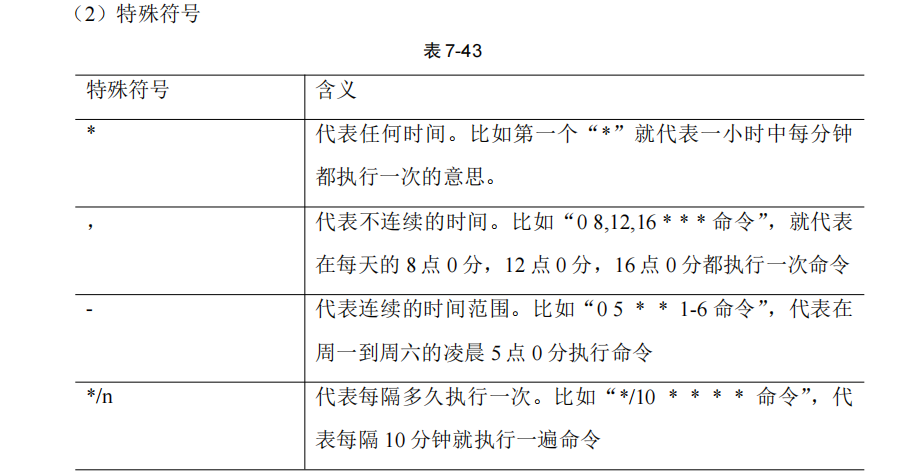 （2）特殊符号
表 7-43
特殊符号 含义
* 代表任何时间。比如第一个“*”就代表一小时中每分钟
都执行一次的意思。
， 代表不连续的时间。比如“0 8,12,16 * * * 命令”，就代表
在每天的 8 点 0 分，12 点 0 分，16 点 0 分都执行一次命令
- 代表连续的时间范围。比如“0 5 * * 1-6 命令”，代表在
周一到周六的凌晨 5 点 0 分执行命令
*/n 代表每隔多久执行一次。比如“*/10 * * * * 命令”，代
表每隔 10 分钟就执行一遍命令